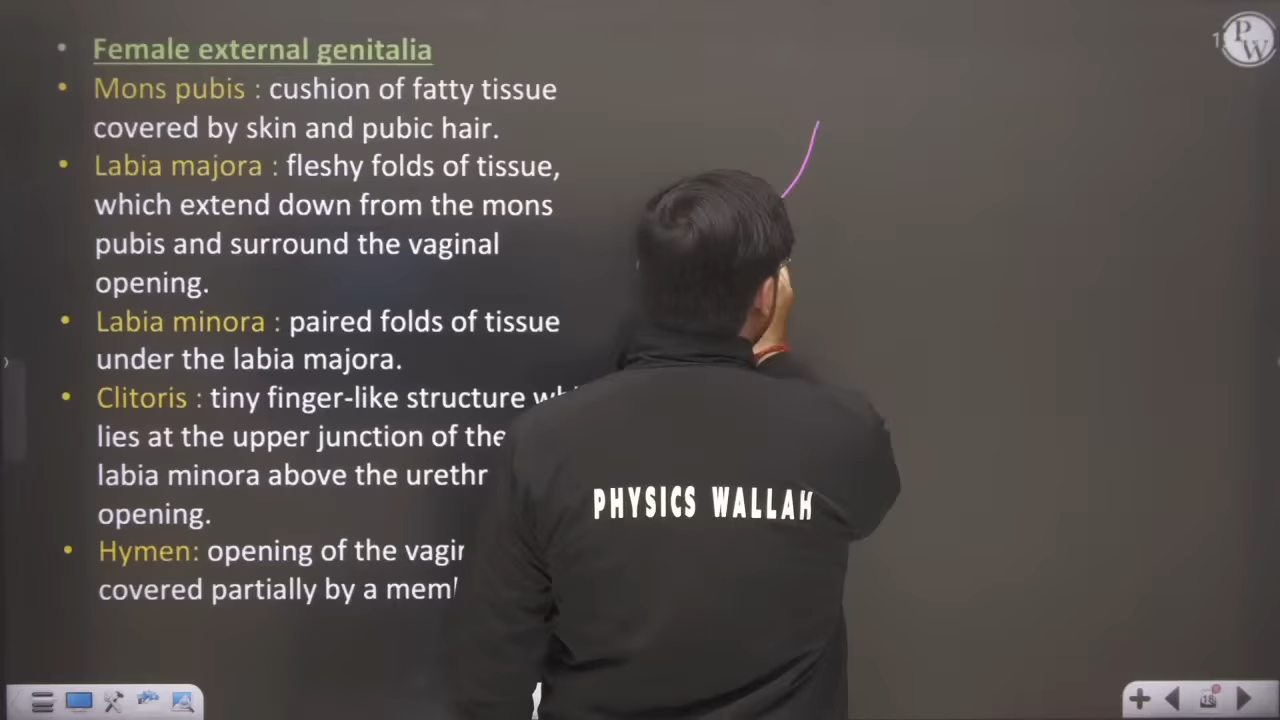 Female external genitalia
Mons pubis : cushion of fatty tissue
covered by skin and pubic hair.
Labia majora : fleshy folds of tissue,
which extend down from the mons
pubis and surround the vaginal
opening.
Labia minora : paired folds of tissue
under the labia majora.
Clitoris : tiny finger-like structure
lies at the upper junction of the
labia minora above the urethr
opening.
Hymen: opening of the
covered partially by a
PHYSICS WALLAH
PW
18